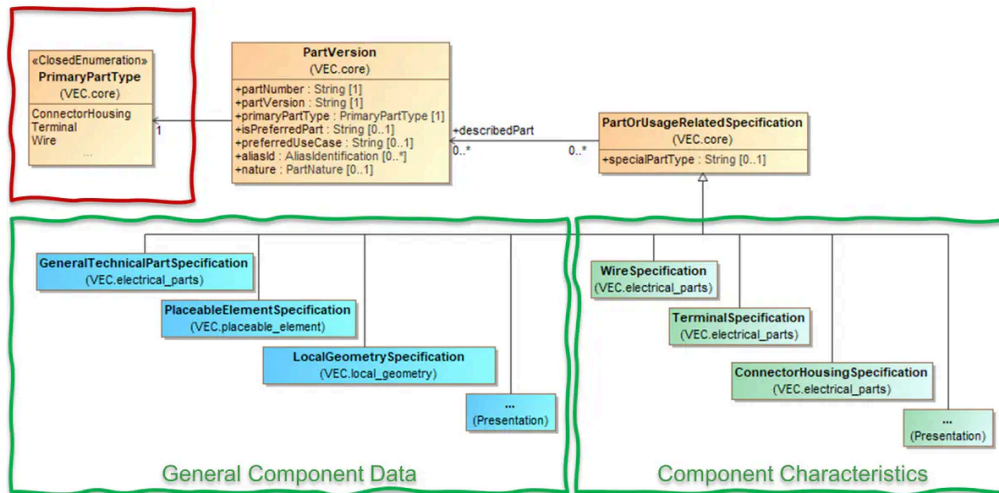 «ClosedEnumeration»
PrimaryPartType
(VEC.core)
ConnectorHousing
Terminal
Wire
...
1
PartVersion
(VEC.core)
+partNumber : String [1]
+partVersion : String [1]
+primaryPartType : PrimaryPartType [1]
+isPreferredPart : String [0..1]
+preferredUseCase : String [0..1]
+aliasId : AliasIdentification [0..*]
+nature : PartNature [0..1]
+describedPart
0..*
0..*
PartOrUsageRelatedSpecification
(VEC.core)
+specialPartType : String [0..1]
GeneralTechnicalPartSpecification
(VEC.electrical_parts)
PlaceableElementSpecification
(VEC.placeable_element)
LocalGeometrySpecification
(VEC.local_geometry)
...
(Presentation)
General Component Data
WireSpecification
(VEC.electrical_parts)
TerminalSpecification
(VEC.electrical_parts)
ConnectorHousingSpecification
(VEC.electrical_parts)
...
(Presentation)
Component Characteristics